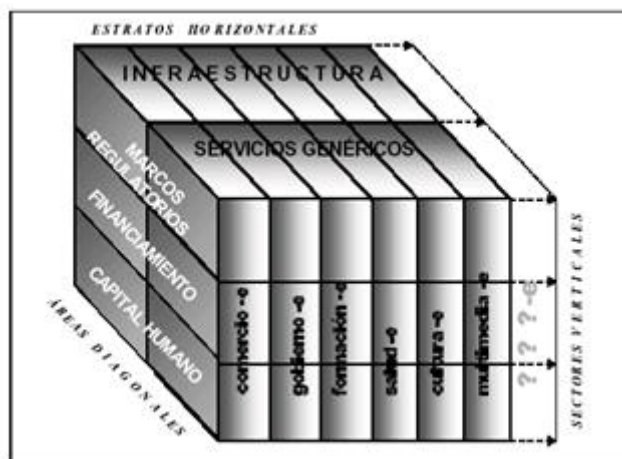 ESTRATOS HORIZONTALES
INFRAESTRUCTURA
SERVICIOS GENÉRICOS
MARCOS
REGULATORIOS
FINANCIAMIENTO
CAPITAL HUMANO
ÁREAS DIAGONALES
comercio -e
gobierno -e
formación -e
salud -e
cultura -e
multimedia -e
? ? ? -e
SECTORES VERTICALES